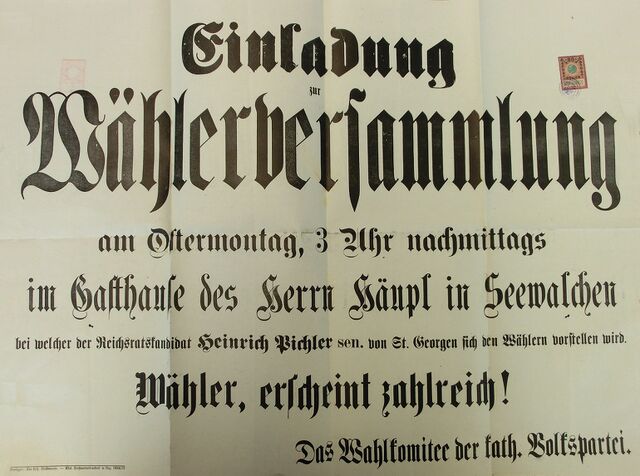 Einladung
zur
Wählerversammlung
am Ostermontag, 3 Uhr nachmittags
im Gasthause des Herrn Häupl in Seewalchen
bei welcher der Reichsratskandidat Heinrich Pichler sen. von St. Georgen sich den Wählern vorstellen wird.
Wähler, erscheint zahlreich!
Das Wahlkomitee der kath. Volkspartei.